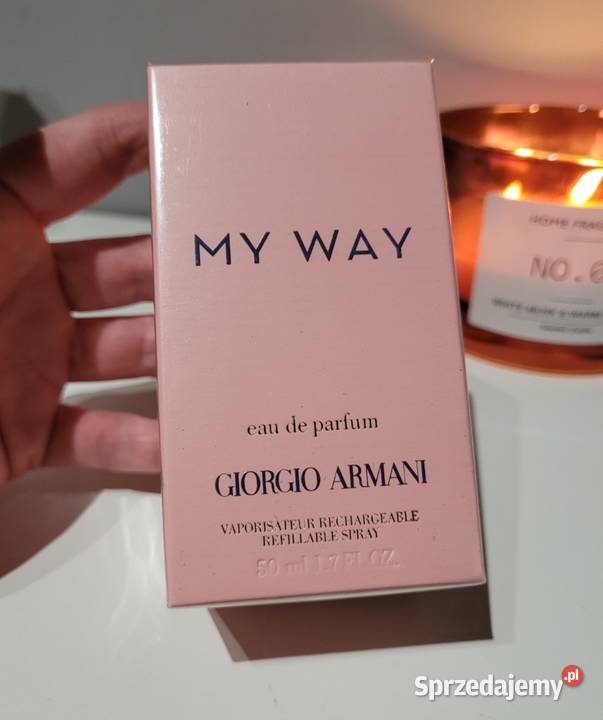 MY WAY
eau de parfum
GIORGIO ARMANI
VAPORISATEUR RECHARGEABLE
REFILLABLE SPRAY
50 ml 1.7 FL.OZ.
HOME FRAG
NO.6
Sprzedajemy.pl